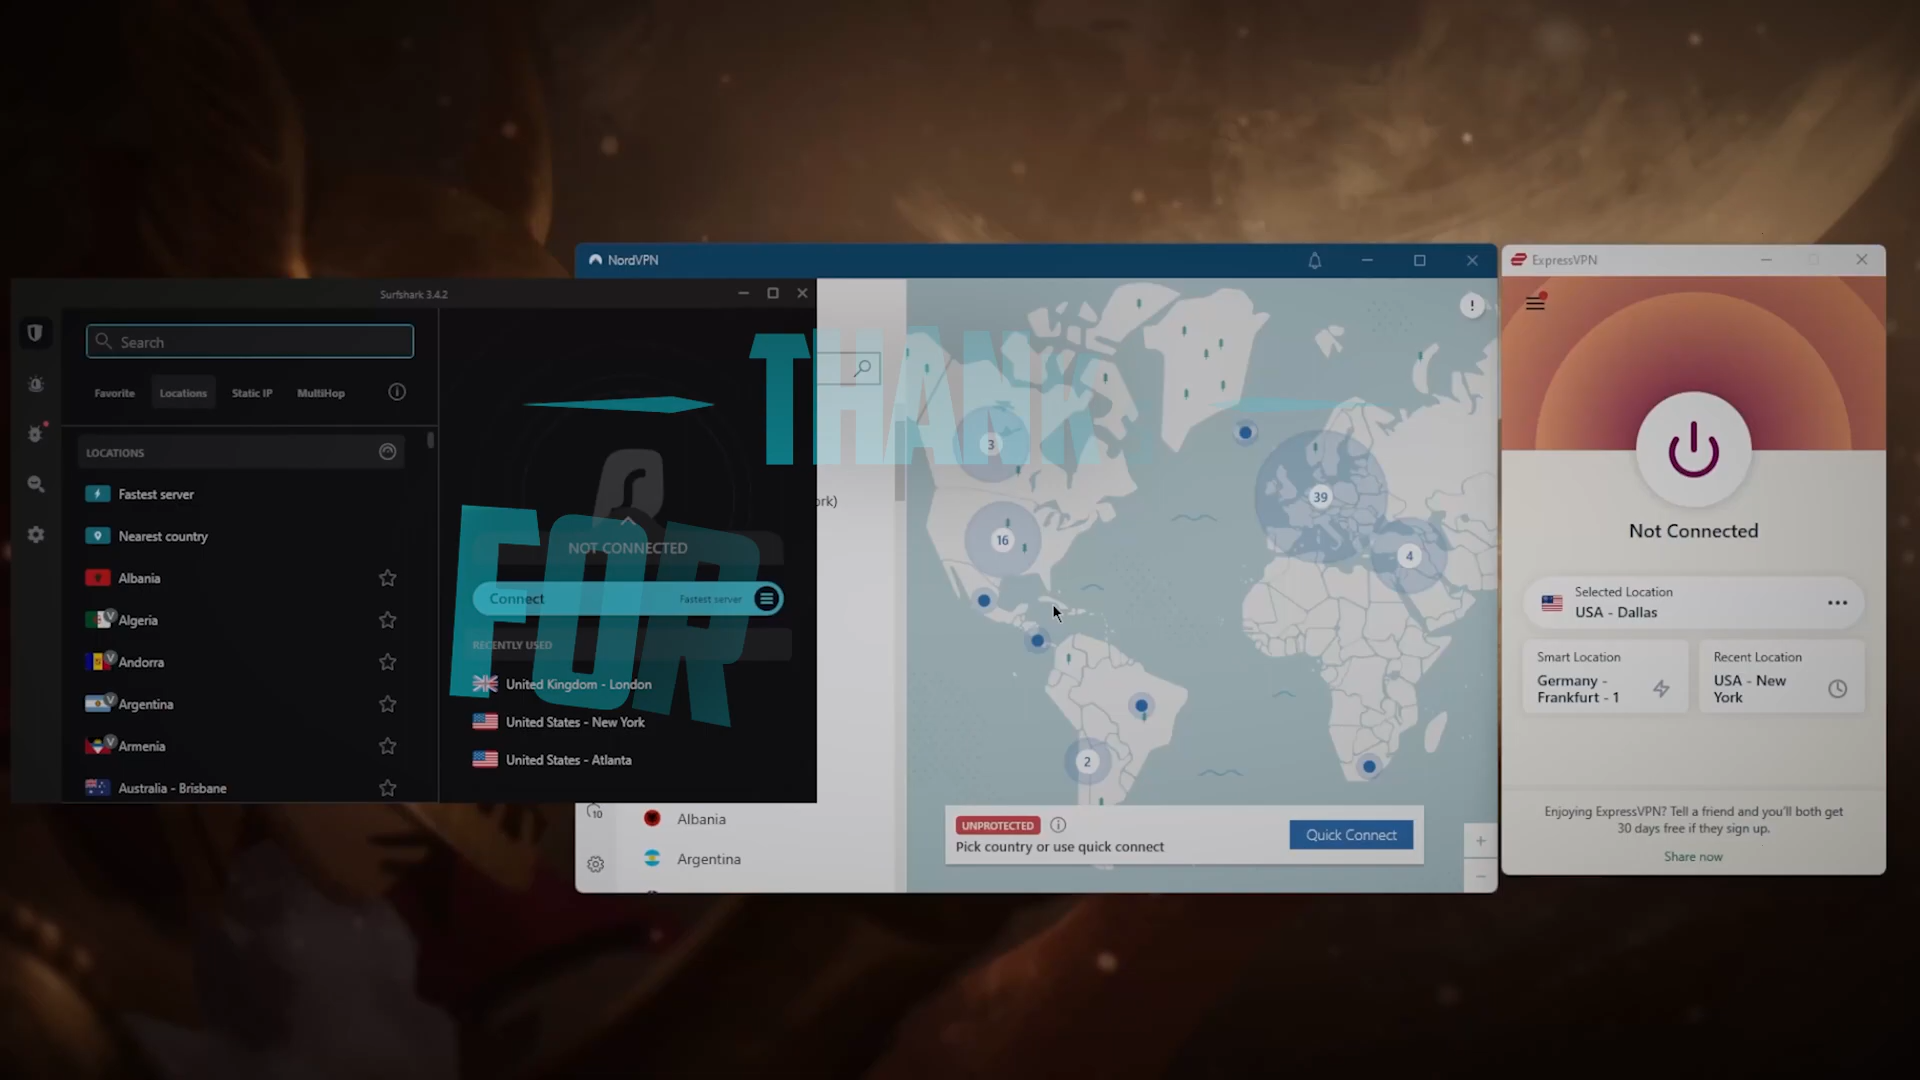 Surfshark 3.4.2
Search
Favorite
Locations
Static IP
MultiHop
LOCATIONS
Fastest server
Nearest country
Albania
Algeria
Andorra
Argentina
Armenia
Australia - Brisbane
NOT CONNECTED
Connect
Fastest server
RECENTLY USED
United Kingdom - London
United States - New York
United States - Atlanta
THANK
FOR
NordVPN
ork)
3
16
39
4
2
10
Albania
Argentina
UNPROTECTED
Pick country or use quick connect
Quick Connect
ExpressVPN
Not Connected
Selected Location
USA - Dallas
Smart Location
Germany -
Frankfurt - 1
Recent Location
USA - New
York
Enjoying ExpressVPN? Tell a friend and you'll both get
30 days free if they sign up.
Share now